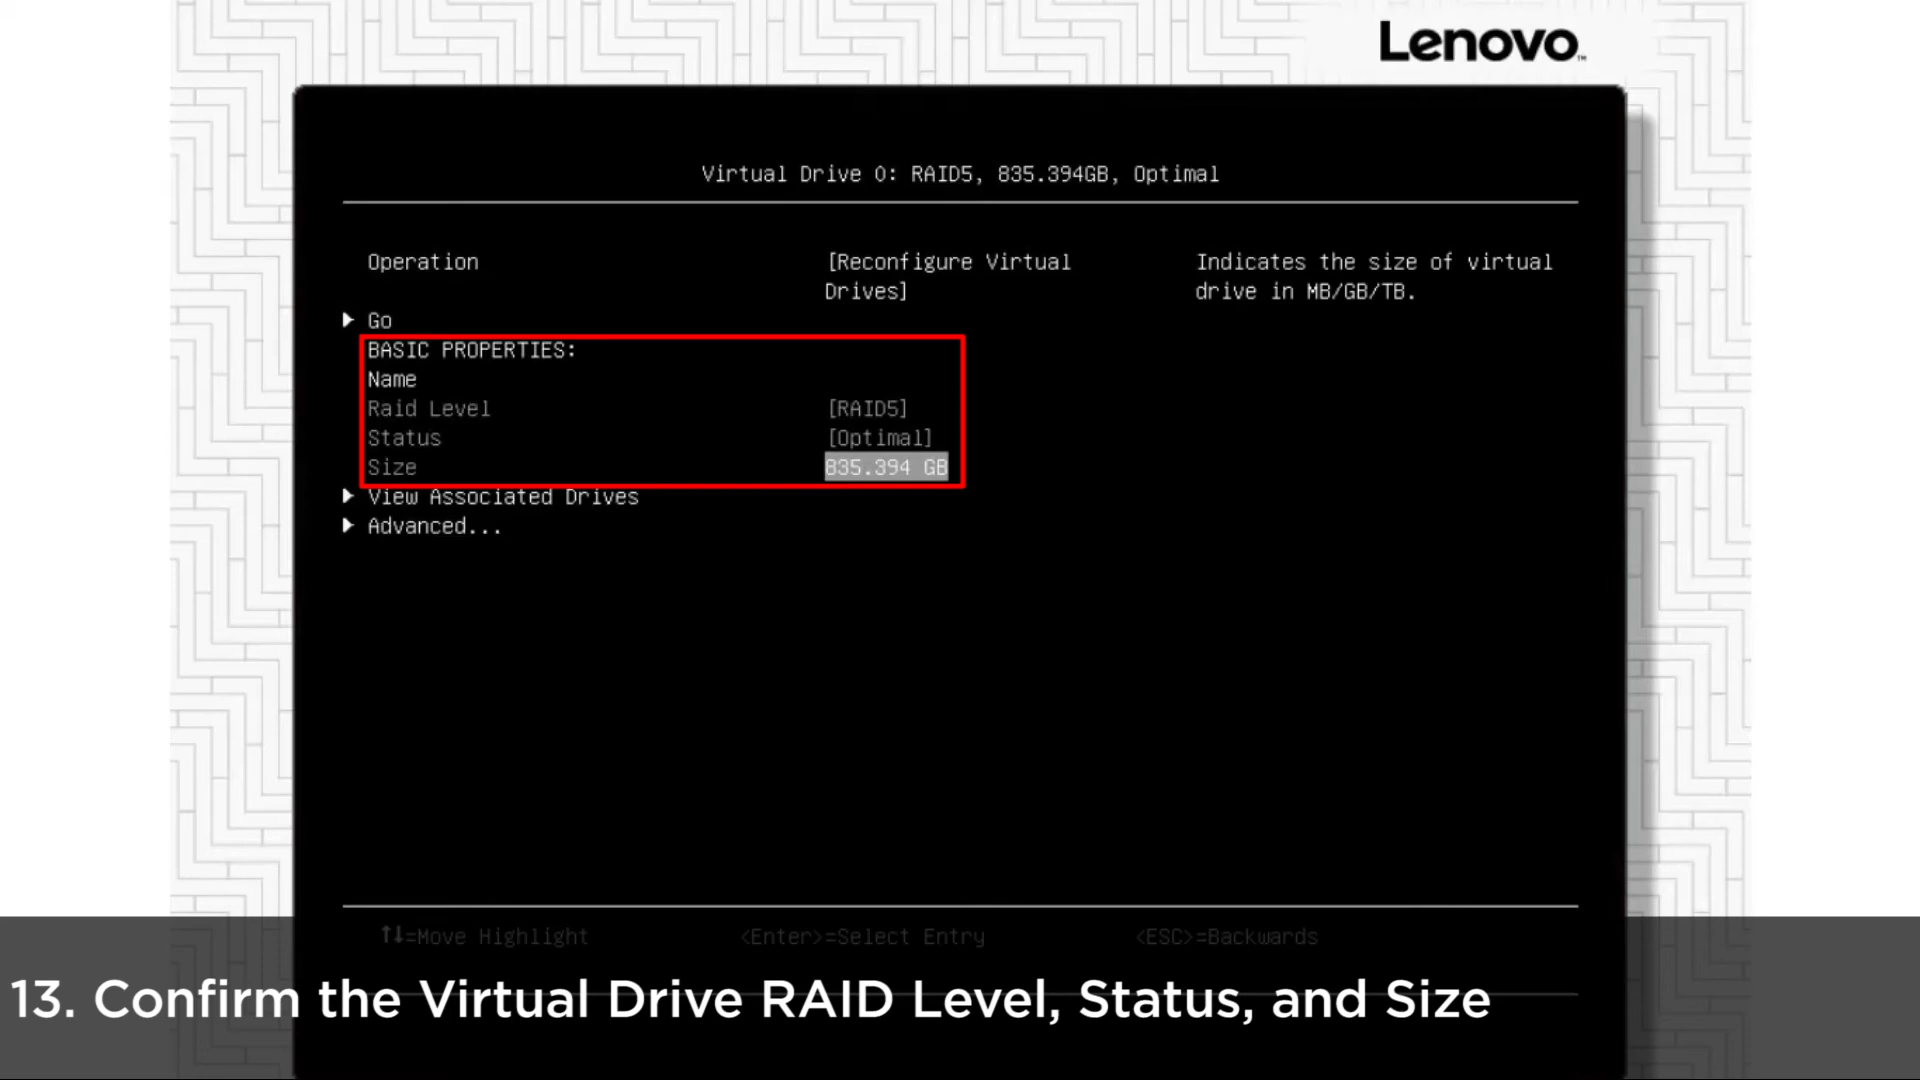 Lenovo™
Virtual Drive 0: RAID5, 835.394GB, Optimal
Operation [Reconfigure Virtual Indicates the size of virtual
Drives] drive in MB/GB/TB.
Go
BASIC PROPERTIES:
Name
Raid Level [RAID5]
Status [Optimal]
Size 835.394 GB
View Associated Drives
Advanced...
↑↓=Move Highlight <Enter>=Select Entry <ESC>=Backwards
13. Confirm the Virtual Drive RAID Level, Status, and Size